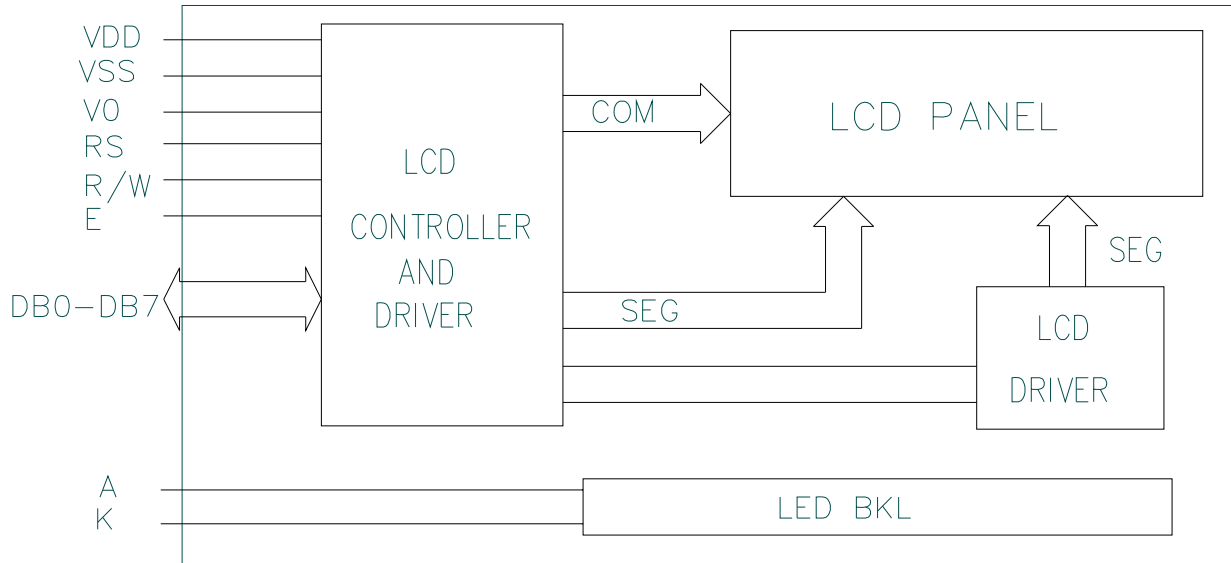 VDD
VSS
V0
RS
R/W
E
DB0-DB7
LCD
CONTROLLER
AND
DRIVER
COM
LCD PANEL
SEG
SEG
LCD
DRIVER
A
K
LED BKL